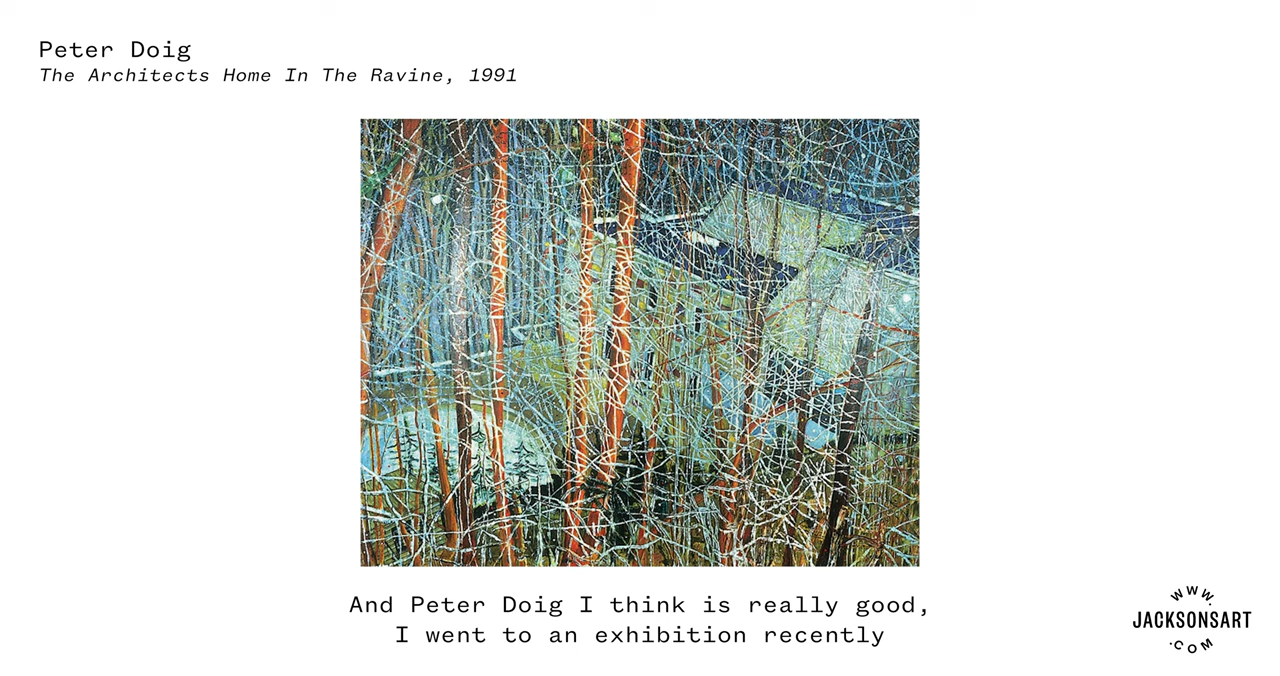 Peter Doig
The Architects Home In The Ravine, 1991
And Peter Doig I think is really good,
I went to an exhibition recently
WWW.
JACKSONSART
.COM